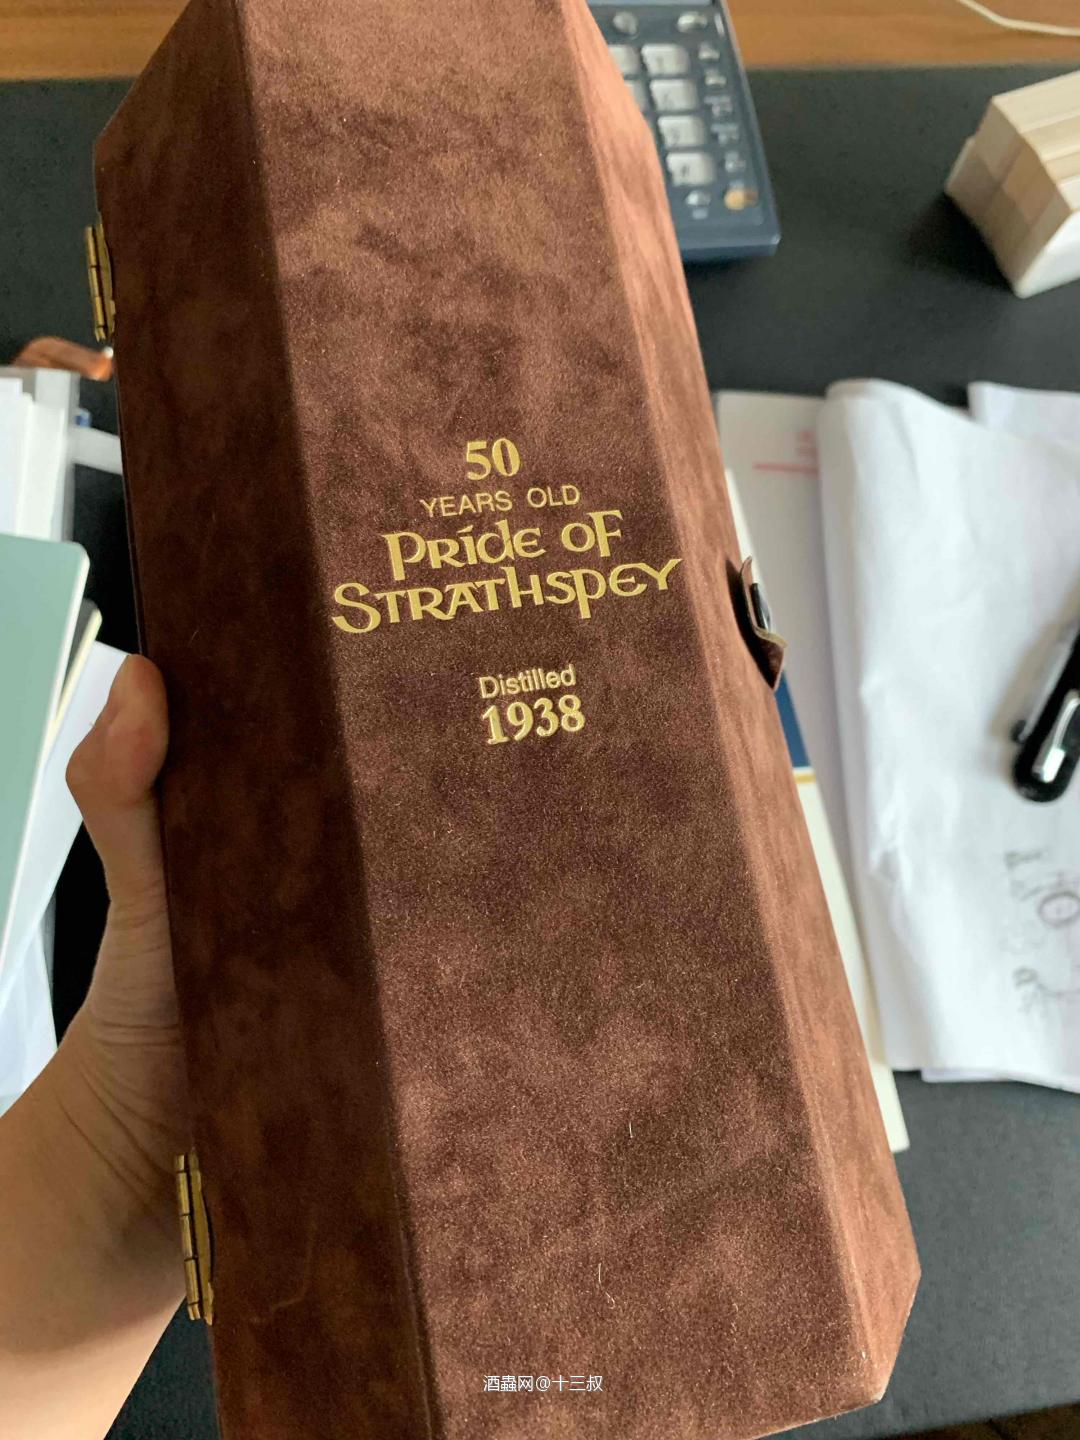 50
YEARS OLD
Pride of
Strathspey
Distilled
1938
酒蟲网@十三叔